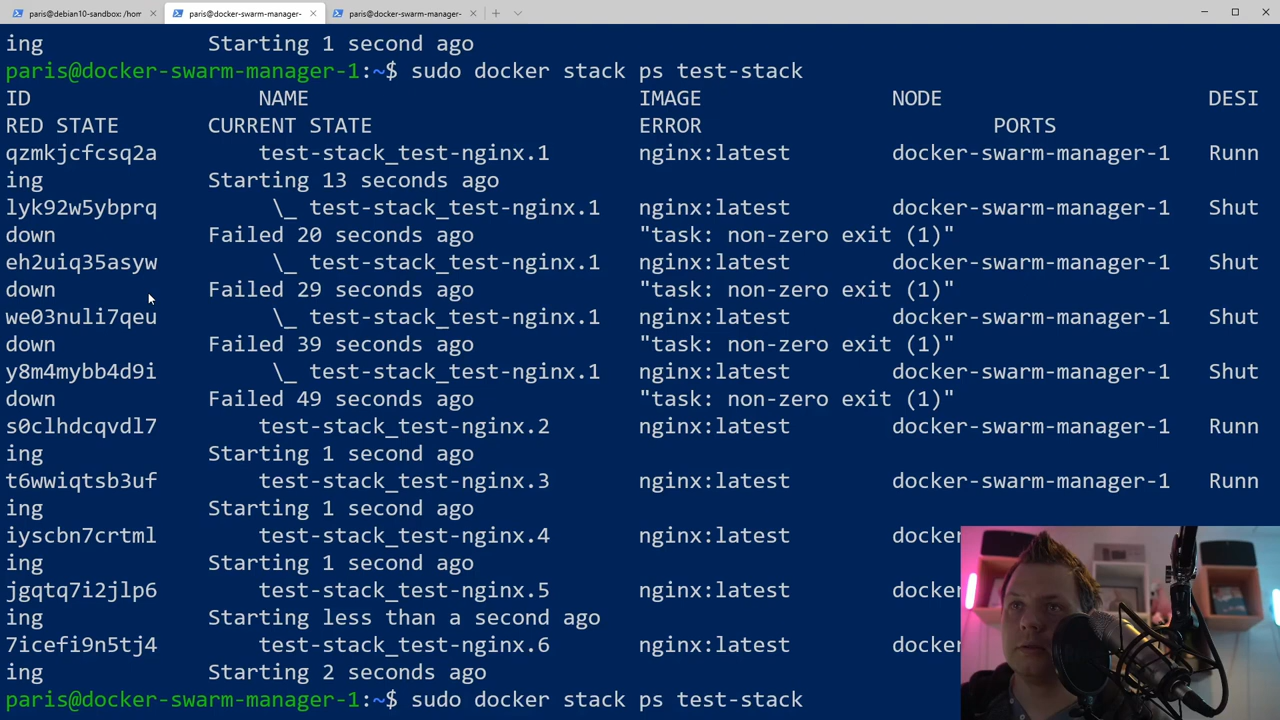 paris@debian10-sandbox: /hom
paris@docker-swarm-manager-
paris@docker-swarm-manager-
ing Starting 1 second ago
paris@docker-swarm-manager-1:~$ sudo docker stack ps test-stack
ID NAME IMAGE NODE DESI
RED STATE CURRENT STATE ERROR PORTS
qzmkjcfcsq2a test-stack_test-nginx.1 nginx:latest docker-swarm-manager-1 Runn
ing Starting 13 seconds ago
lyk92w5ybprq \_ test-stack_test-nginx.1 nginx:latest docker-swarm-manager-1 Shut
down Failed 20 seconds ago "task: non-zero exit (1)"
eh2uiq35asyw \_ test-stack_test-nginx.1 nginx:latest docker-swarm-manager-1 Shut
down Failed 29 seconds ago "task: non-zero exit (1)"
we03nuli7qeu \_ test-stack_test-nginx.1 nginx:latest docker-swarm-manager-1 Shut
down Failed 39 seconds ago "task: non-zero exit (1)"
y8m4mybb4d9i \_ test-stack_test-nginx.1 nginx:latest docker-swarm-manager-1 Shut
down Failed 49 seconds ago "task: non-zero exit (1)"
s0clhdcqvdl7 test-stack_test-nginx.2 nginx:latest docker-swarm-manager-1 Runn
ing Starting 1 second ago
t6wwiqtsb3uf test-stack_test-nginx.3 nginx:latest docker-swarm-manager-1 Runn
ing Starting 1 second ago
iyscbn7crtml test-stack_test-nginx.4 nginx:latest docker
ing Starting 1 second ago
jgqtq7i2jlp6 test-stack_test-nginx.5 nginx:latest docker
ing Starting less than a second ago
7icefi9n5tj4 test-stack_test-nginx.6 nginx:latest docker
ing Starting 2 seconds ago
paris@docker-swarm-manager-1:~$ sudo docker stack ps test-stack